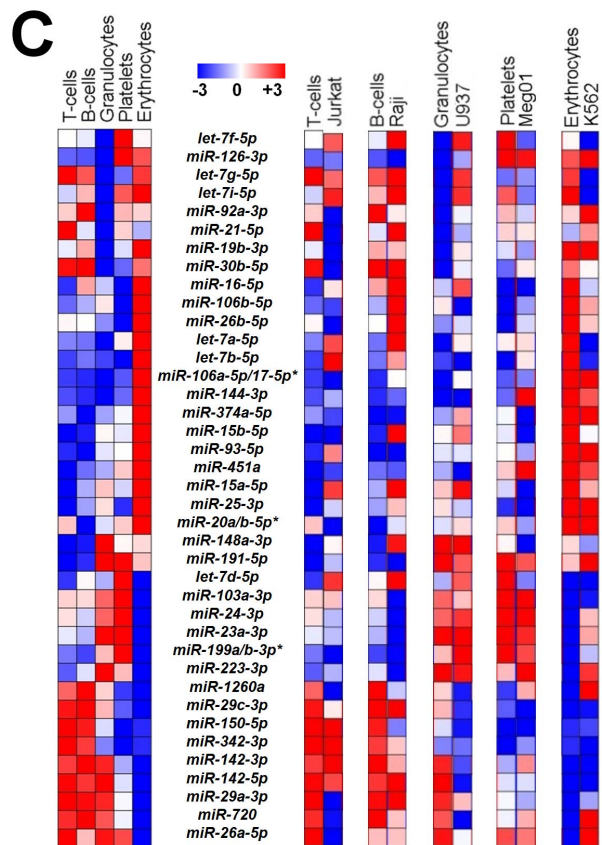 C
T-cells
B-cells
Granulocytes
Platelets
Erythrocytes
-3 0 +3
T-cells
Jurkat
B-cells
Raji
Granulocytes
U937
Platelets
Meg01
Erythrocytes
K562
let-7f-5p
miR-126-3p
let-7g-5p
let-7i-5p
miR-92a-3p
miR-21-5p
miR-19b-3p
miR-30b-5p
miR-16-5p
miR-106b-5p
miR-26b-5p
let-7a-5p
let-7b-5p
miR-106a-5p/17-5p*
miR-144-3p
miR-374a-5p
miR-15b-5p
miR-93-5p
miR-451a
miR-15a-5p
miR-25-3p
miR-20a/b-5p*
miR-148a-3p
miR-191-5p
let-7d-5p
miR-103a-3p
miR-24-3p
miR-23a-3p
miR-199a/b-3p*
miR-223-3p
miR-1260a
miR-29c-3p
miR-150-5p
miR-342-3p
miR-142-3p
miR-142-5p
miR-29a-3p
miR-720
miR-26a-5p